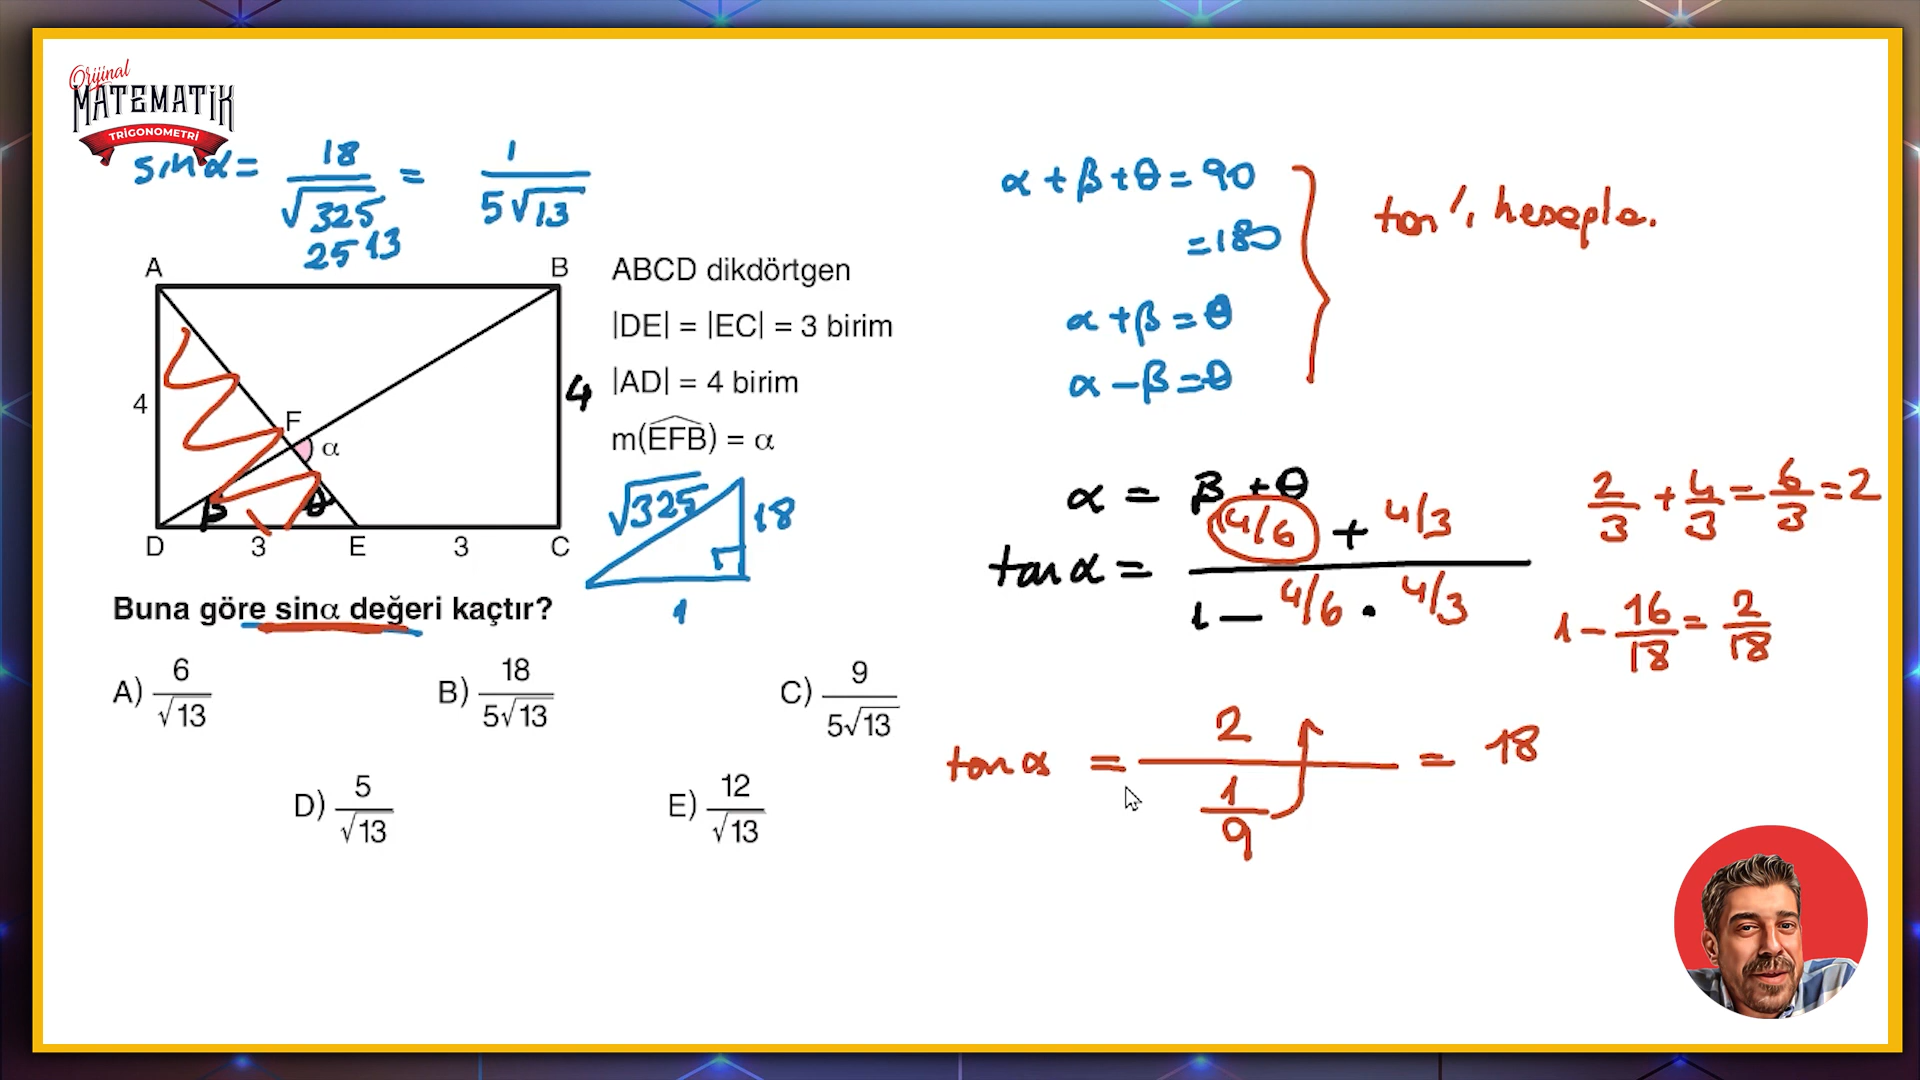 Orijinal
MATEMATİK
TRİGONOMETRİ
sinα = 18/√325 = 1/5√13
25 13
α + β + θ = 90
= 180
α + β = θ
α − β = θ
tan'ı hesapla.
A
B
4
4
F
α
β
θ
D
3
E
3
C
ABCD dikdörtgen
|DE| = |EC| = 3 birim
|AD| = 4 birim
m(EFB) = α
√325
18
1
Buna göre sinα değeri kaçtır?
A) 6/√13
B) 18/5√13
C) 9/5√13
D) 5/√13
E) 12/√13
α = β + θ
tanα = 4/6 + 4/3
1 − 4/6 · 4/3
2/3 + 4/3 = 6/3 = 2
1 − 16/18 = 2/18
tanα = 2 / 1/9 = 18